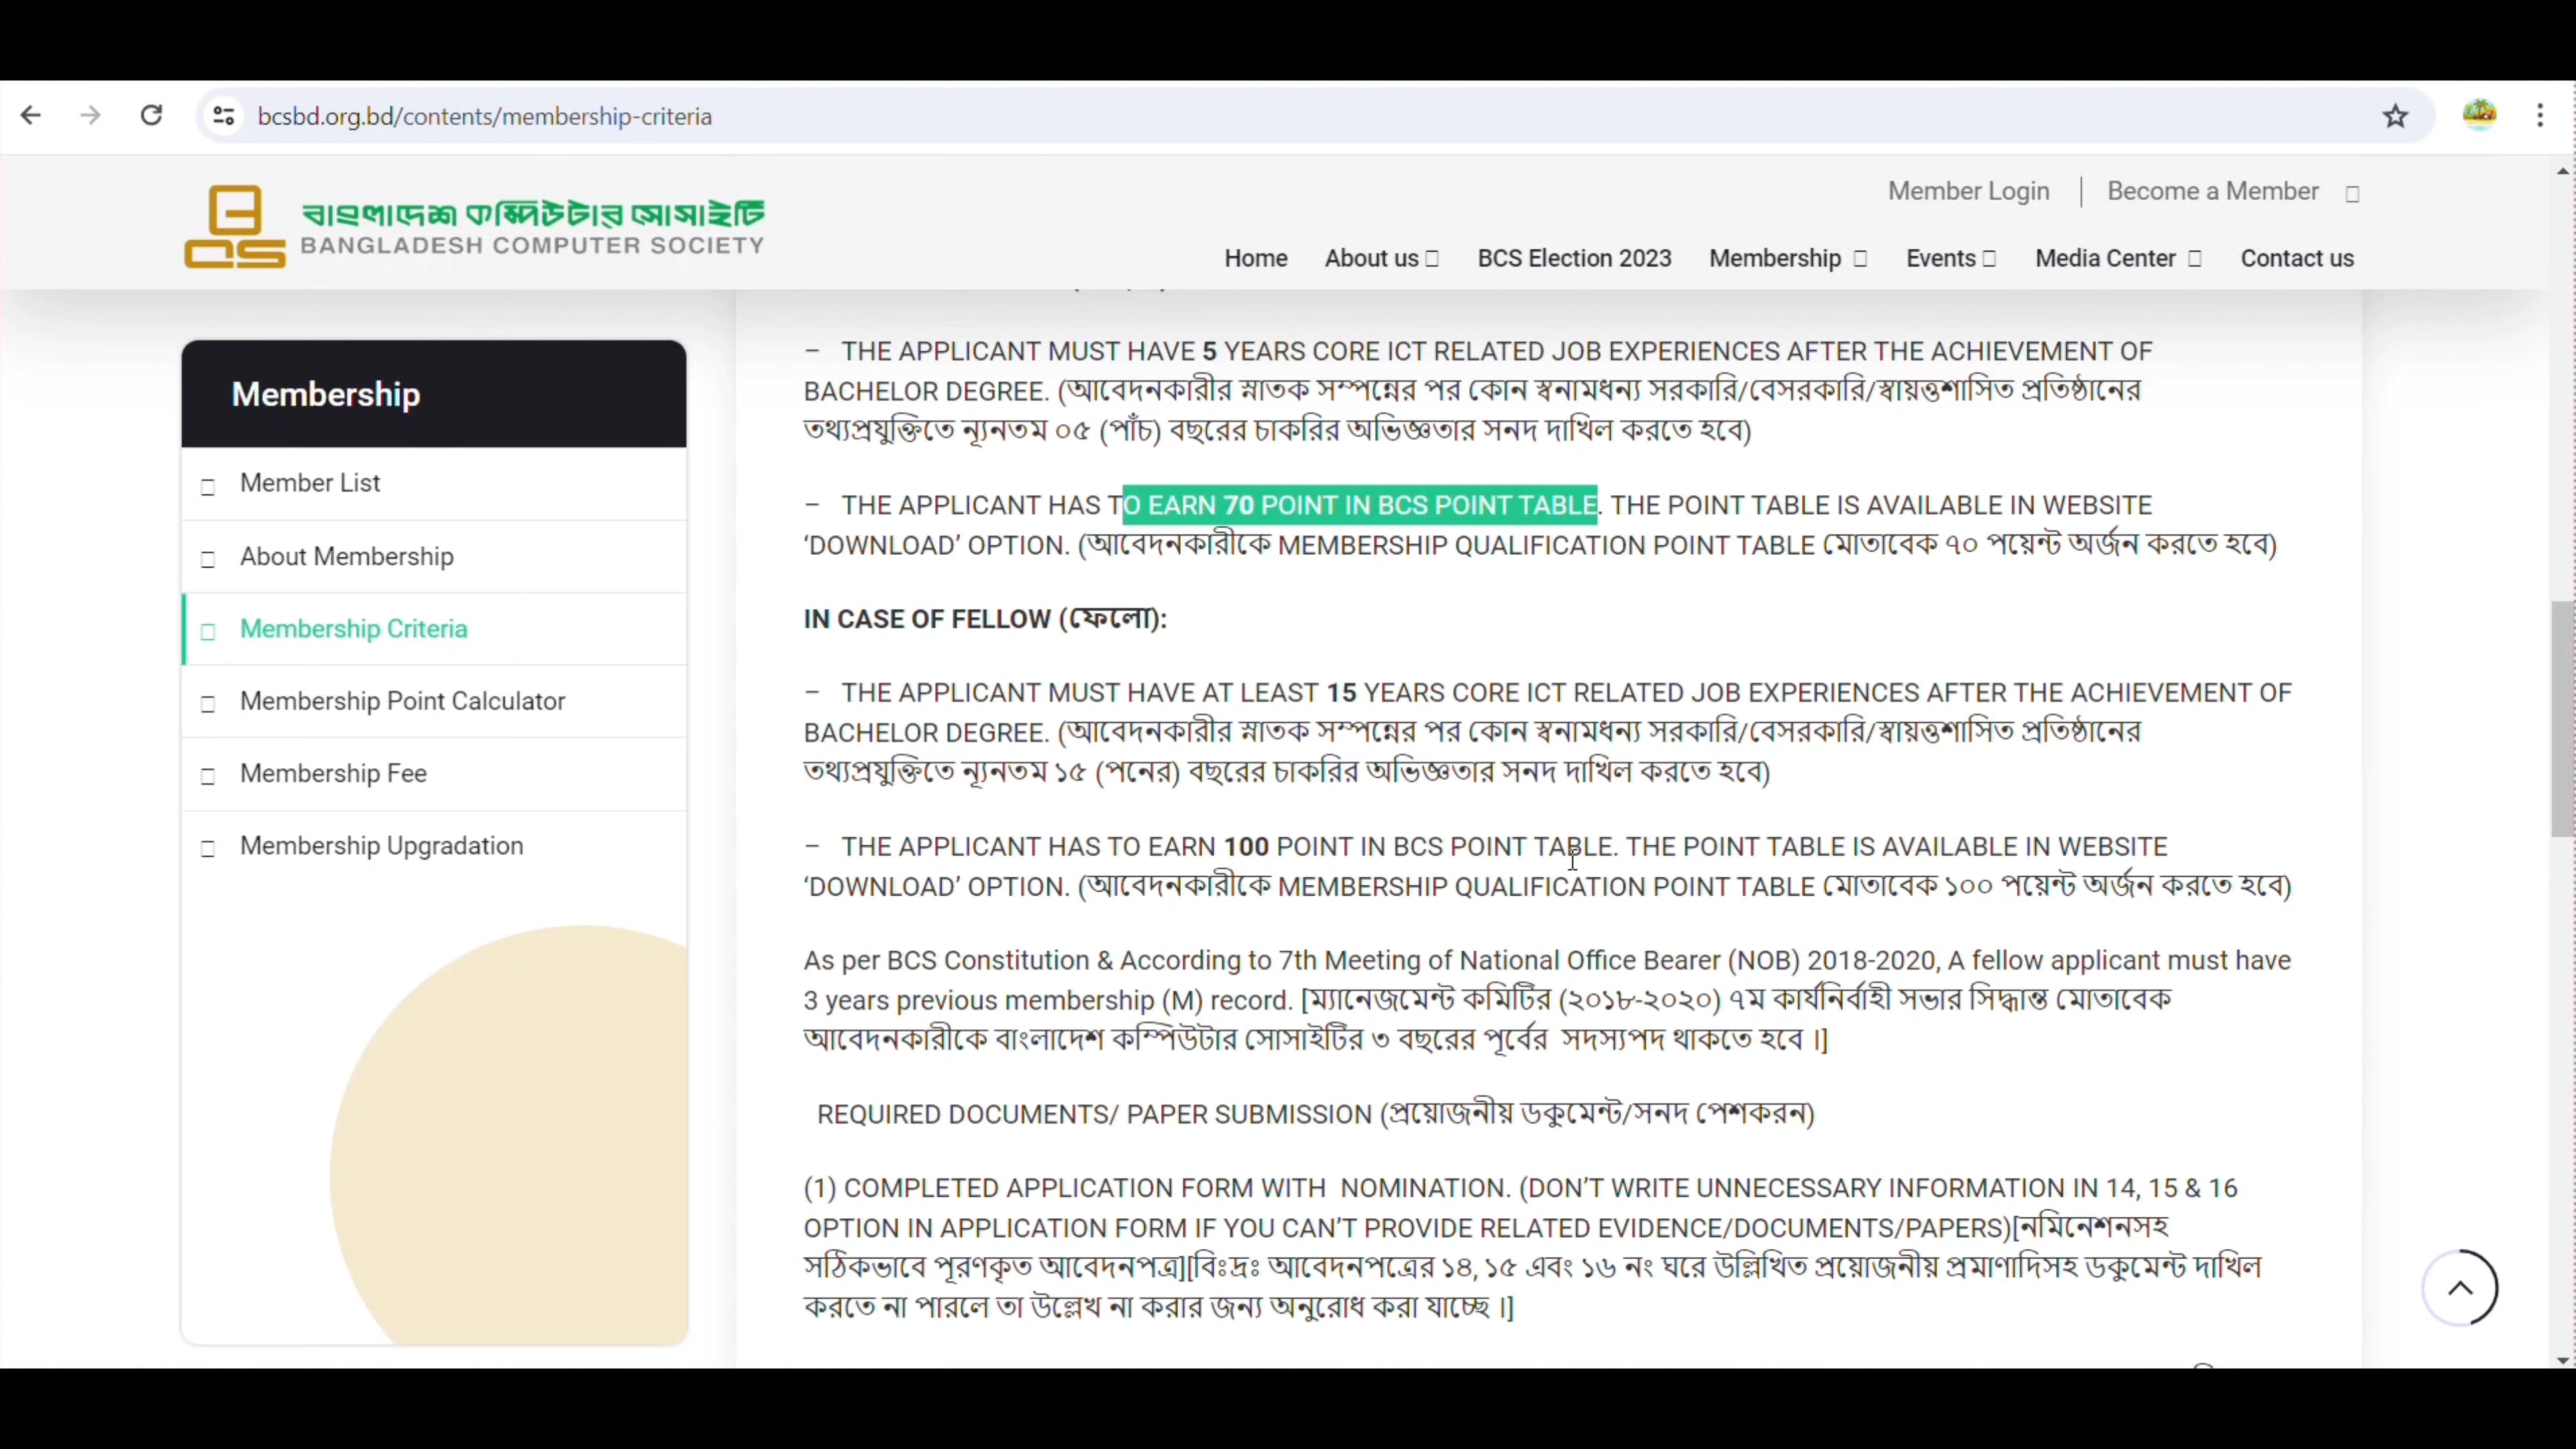 bcsbd.org.bd/contents/membership-criteria
Member Login
Become a Member
বাংলাদেশ কম্পিউটার সোসাইটি
BANGLADESH COMPUTER SOCIETY
Home
About us
BCS Election 2023
Membership
Events
Media Center
Contact us
Membership
Member List
About Membership
Membership Criteria
Membership Point Calculator
Membership Fee
Membership Upgradation
– THE APPLICANT MUST HAVE 5 YEARS CORE ICT RELATED JOB EXPERIENCES AFTER THE ACHIEVEMENT OF
BACHELOR DEGREE. (আবেদনকারীর স্নাতক সম্পন্নের পর কোন স্বনামধন্য সরকারি/বেসরকারি/স্বায়ওশাসিত প্রতিষ্ঠানের
তথ্যপ্রযুক্তিতে ন্যূনতম ০৫ (পাঁচ) বছরের চাকরির অভিজ্ঞতার সনদ দাখিল করতে হবে)
– THE APPLICANT HAS TO EARN 70 POINT IN BCS POINT TABLE. THE POINT TABLE IS AVAILABLE IN WEBSITE
‘DOWNLOAD’ OPTION. (আবেদনকারীকে MEMBERSHIP QUALIFICATION POINT TABLE মোতাবেক ৭০ পয়েন্ট অর্জন করতে হবে)
IN CASE OF FELLOW (ফেলো):
– THE APPLICANT MUST HAVE AT LEAST 15 YEARS CORE ICT RELATED JOB EXPERIENCES AFTER THE ACHIEVEMENT OF
BACHELOR DEGREE. (আবেদনকারীর স্নাতক সম্পন্নের পর কোন স্বনামধন্য সরকারি/বেসরকারি/স্বায়ওশাসিত প্রতিষ্ঠানের
তথ্যপ্রযুক্তিতে ন্যূনতম ১৫ (পনের) বছরের চাকরির অভিজ্ঞতার সনদ দাখিল করতে হবে)
– THE APPLICANT HAS TO EARN 100 POINT IN BCS POINT TABLE. THE POINT TABLE IS AVAILABLE IN WEBSITE
‘DOWNLOAD’ OPTION. (আবেদনকারীকে MEMBERSHIP QUALIFICATION POINT TABLE মোতাবেক ১০০ পয়েন্ট অর্জন করতে হবে)
As per BCS Constitution & According to 7th Meeting of National Office Bearer (NOB) 2018-2020, A fellow applicant must have
3 years previous membership (M) record. [ম্যানেজমেন্ট কমিটির (২০১৮-২০২০) ৭ম কার্যনির্বাহী সভার সিদ্ধান্ত মোতাবেক
আবেদনকারীকে বাংলাদেশ কম্পিউটার সোসাইটির ৩ বছরের পূর্বের সদস্যপদ থাকতে হবে ।]
REQUIRED DOCUMENTS/ PAPER SUBMISSION (প্রয়োজনীয় ডকুমেন্ট/সনদ পেশকরন)
(1) COMPLETED APPLICATION FORM WITH NOMINATION. (DON’T WRITE UNNECESSARY INFORMATION IN 14, 15 & 16
OPTION IN APPLICATION FORM IF YOU CAN’T PROVIDE RELATED EVIDENCE/DOCUMENTS/PAPERS)[নমিনেশনসহ
সঠিকভাবে পূরণকৃত আবেদনপত্র][বিঃদ্রঃ আবেদনপত্রের ১৪, ১৫ এবং ১৬ নং ঘরে উল্লিখিত প্রয়োজনীয় প্রমাণাদিসহ ডকুমেন্ট দাখিল
করতে না পারলে তা উল্লেখ না করার জন্য অনুরোধ করা যাচ্ছে ।]